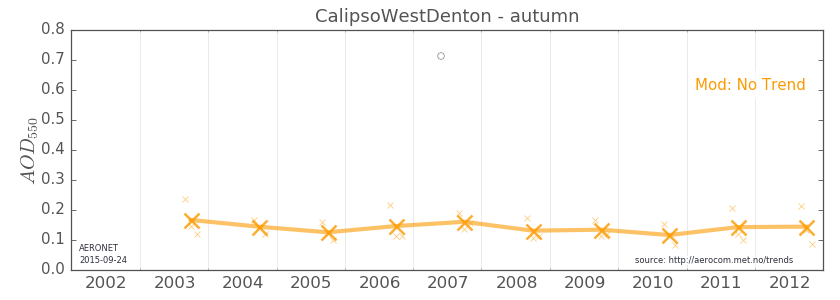 CalipsoWestDenton - autumn
0.8
0.7
0.6
0.5
0.4
0.3
0.2
0.1
0.0
AOD550
Mod: No Trend
AERONET
2015-09-24
source: http://aerocom.met.no/trends
2002 2003 2004 2005 2006 2007 2008 2009 2010 2011 2012